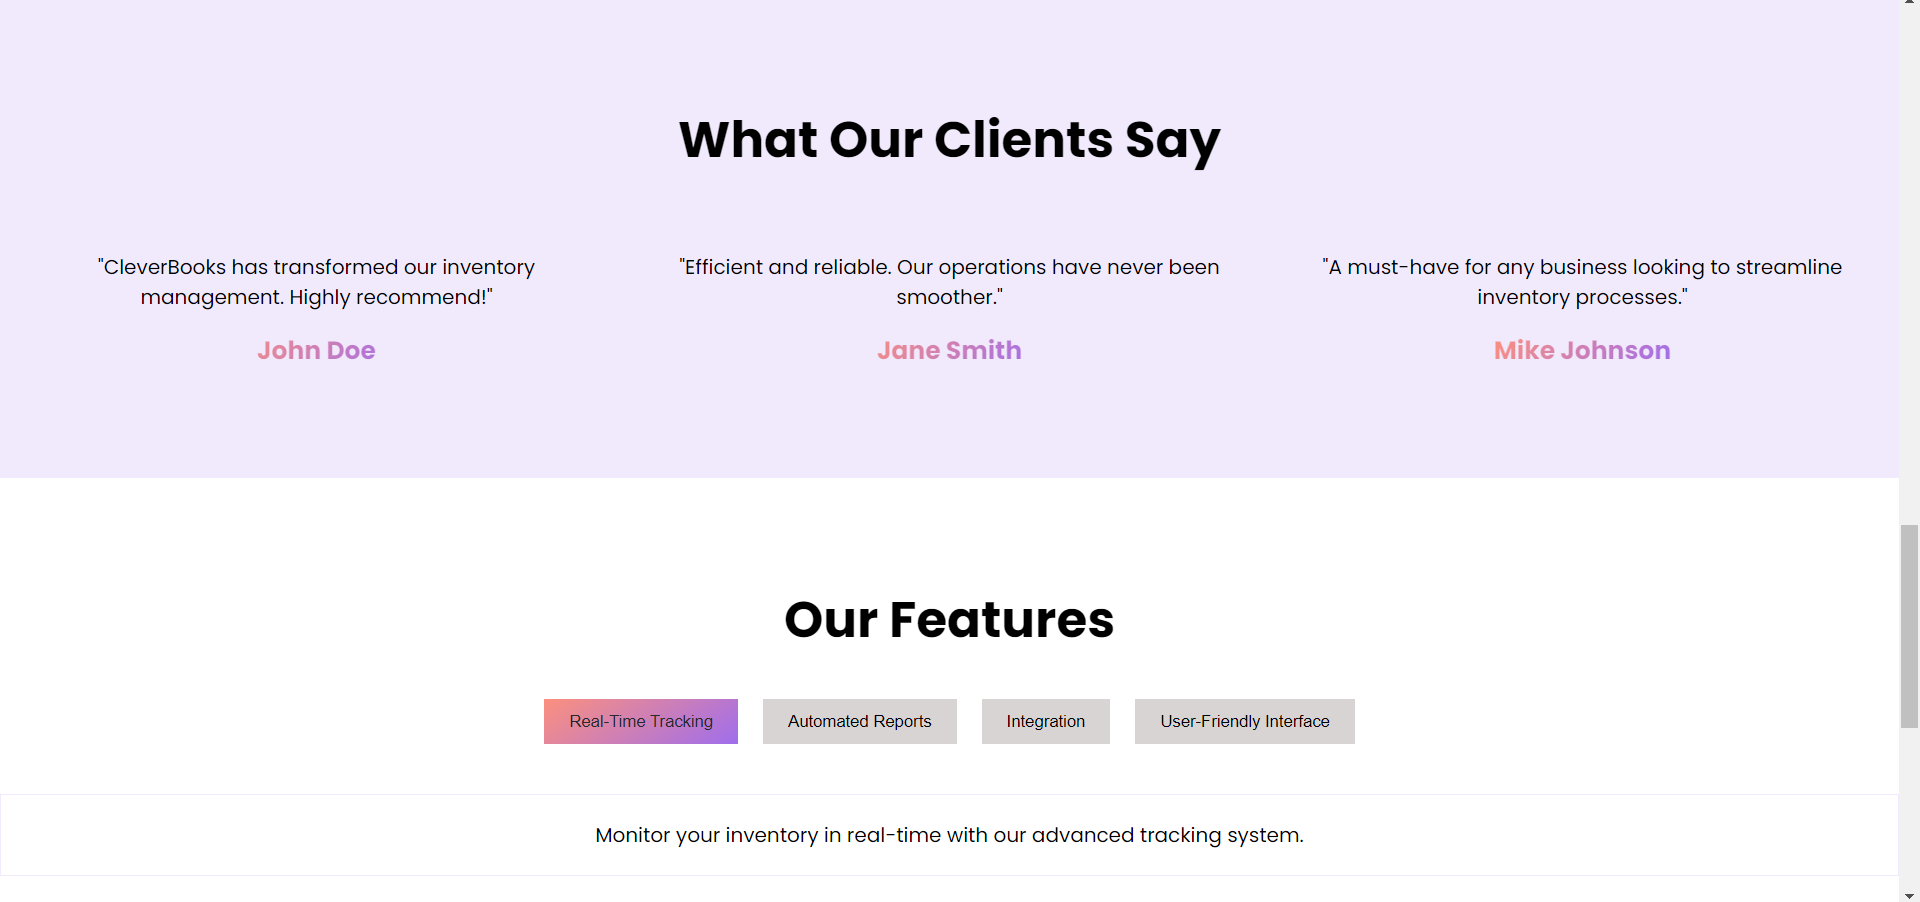 What Our Clients Say
"CleverBooks has transformed our inventory
management. Highly recommend!"
John Doe
"Efficient and reliable. Our operations have never been
smoother."
Jane Smith
"A must-have for any business looking to streamline
inventory processes."
Mike Johnson
Our Features
Real-Time Tracking
Automated Reports
Integration
User-Friendly Interface
Monitor your inventory in real-time with our advanced tracking system.